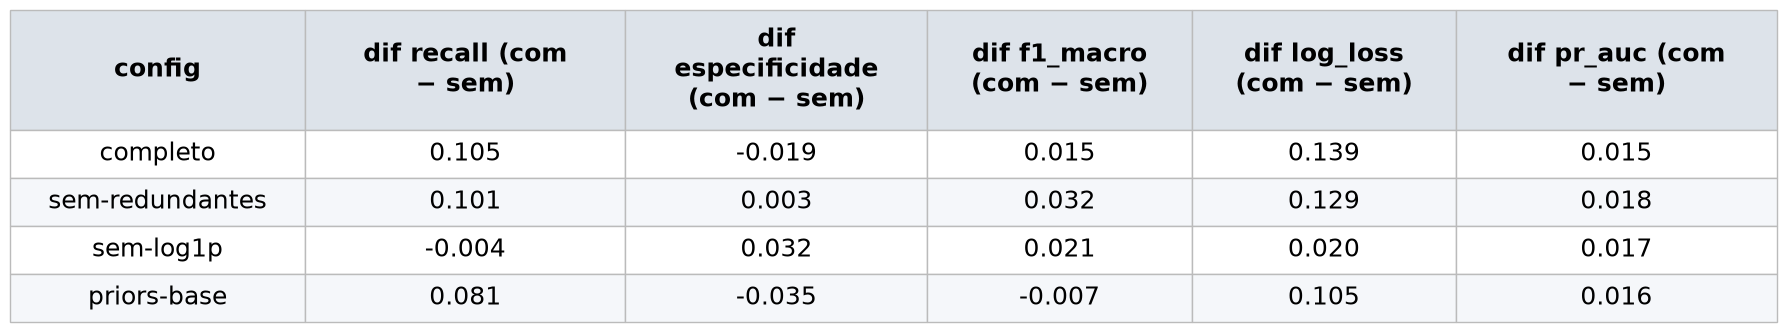 config
dif recall (com
− sem)
dif
especificidade
(com − sem)
dif f1_macro
(com − sem)
dif log_loss
(com − sem)
dif pr_auc (com
− sem)
completo 0.105 -0.019 0.015 0.139 0.015
sem-redundantes 0.101 0.003 0.032 0.129 0.018
sem-log1p -0.004 0.032 0.021 0.020 0.017
priors-base 0.081 -0.035 -0.007 0.105 0.016